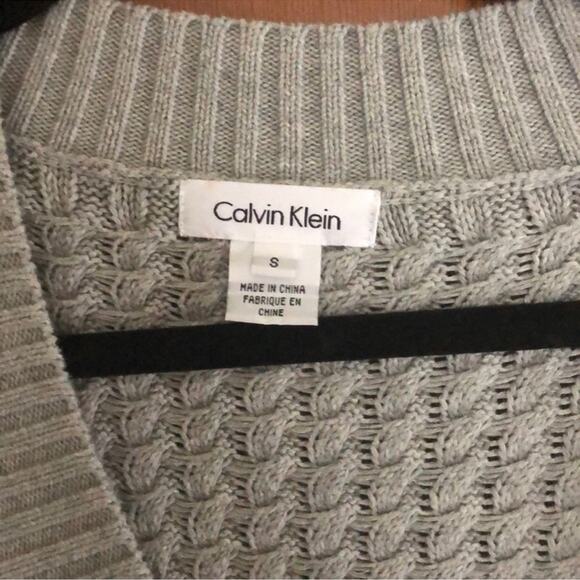 Calvin Klein
S
MADE IN CHINA
FABRIQUE EN
CHINE